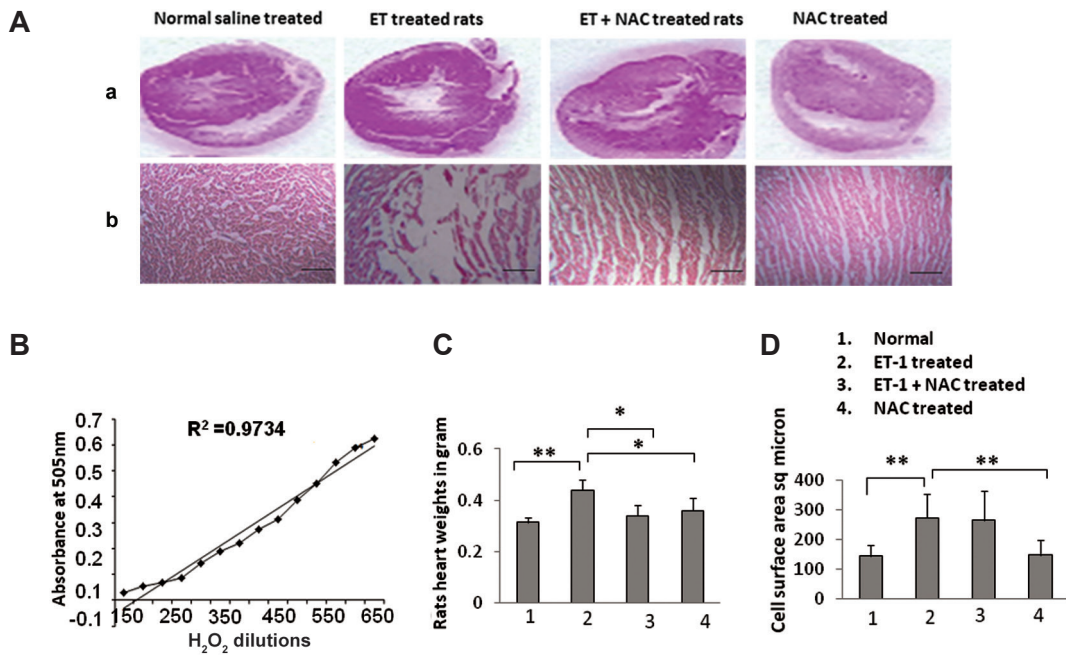 A
Normal saline treated
ET treated rats
ET + NAC treated rats
NAC treated
a
b
B
R² =0.9734
Absorbance at 505nm
0.7
0.6
0.5
0.4
0.3
0.2
0.1
-0.1
150 250 350 450 550 650
H₂O₂ dilutions
C
Rats heart weights in gram
0.6
0.4
0.2
0
**
*
*
1 2 3 4
D
1. Normal
2. ET-1 treated
3. ET-1 + NAC treated
4. NAC treated
Cell surface area sq micron
400
300
200
100
0
**
**
1 2 3 4